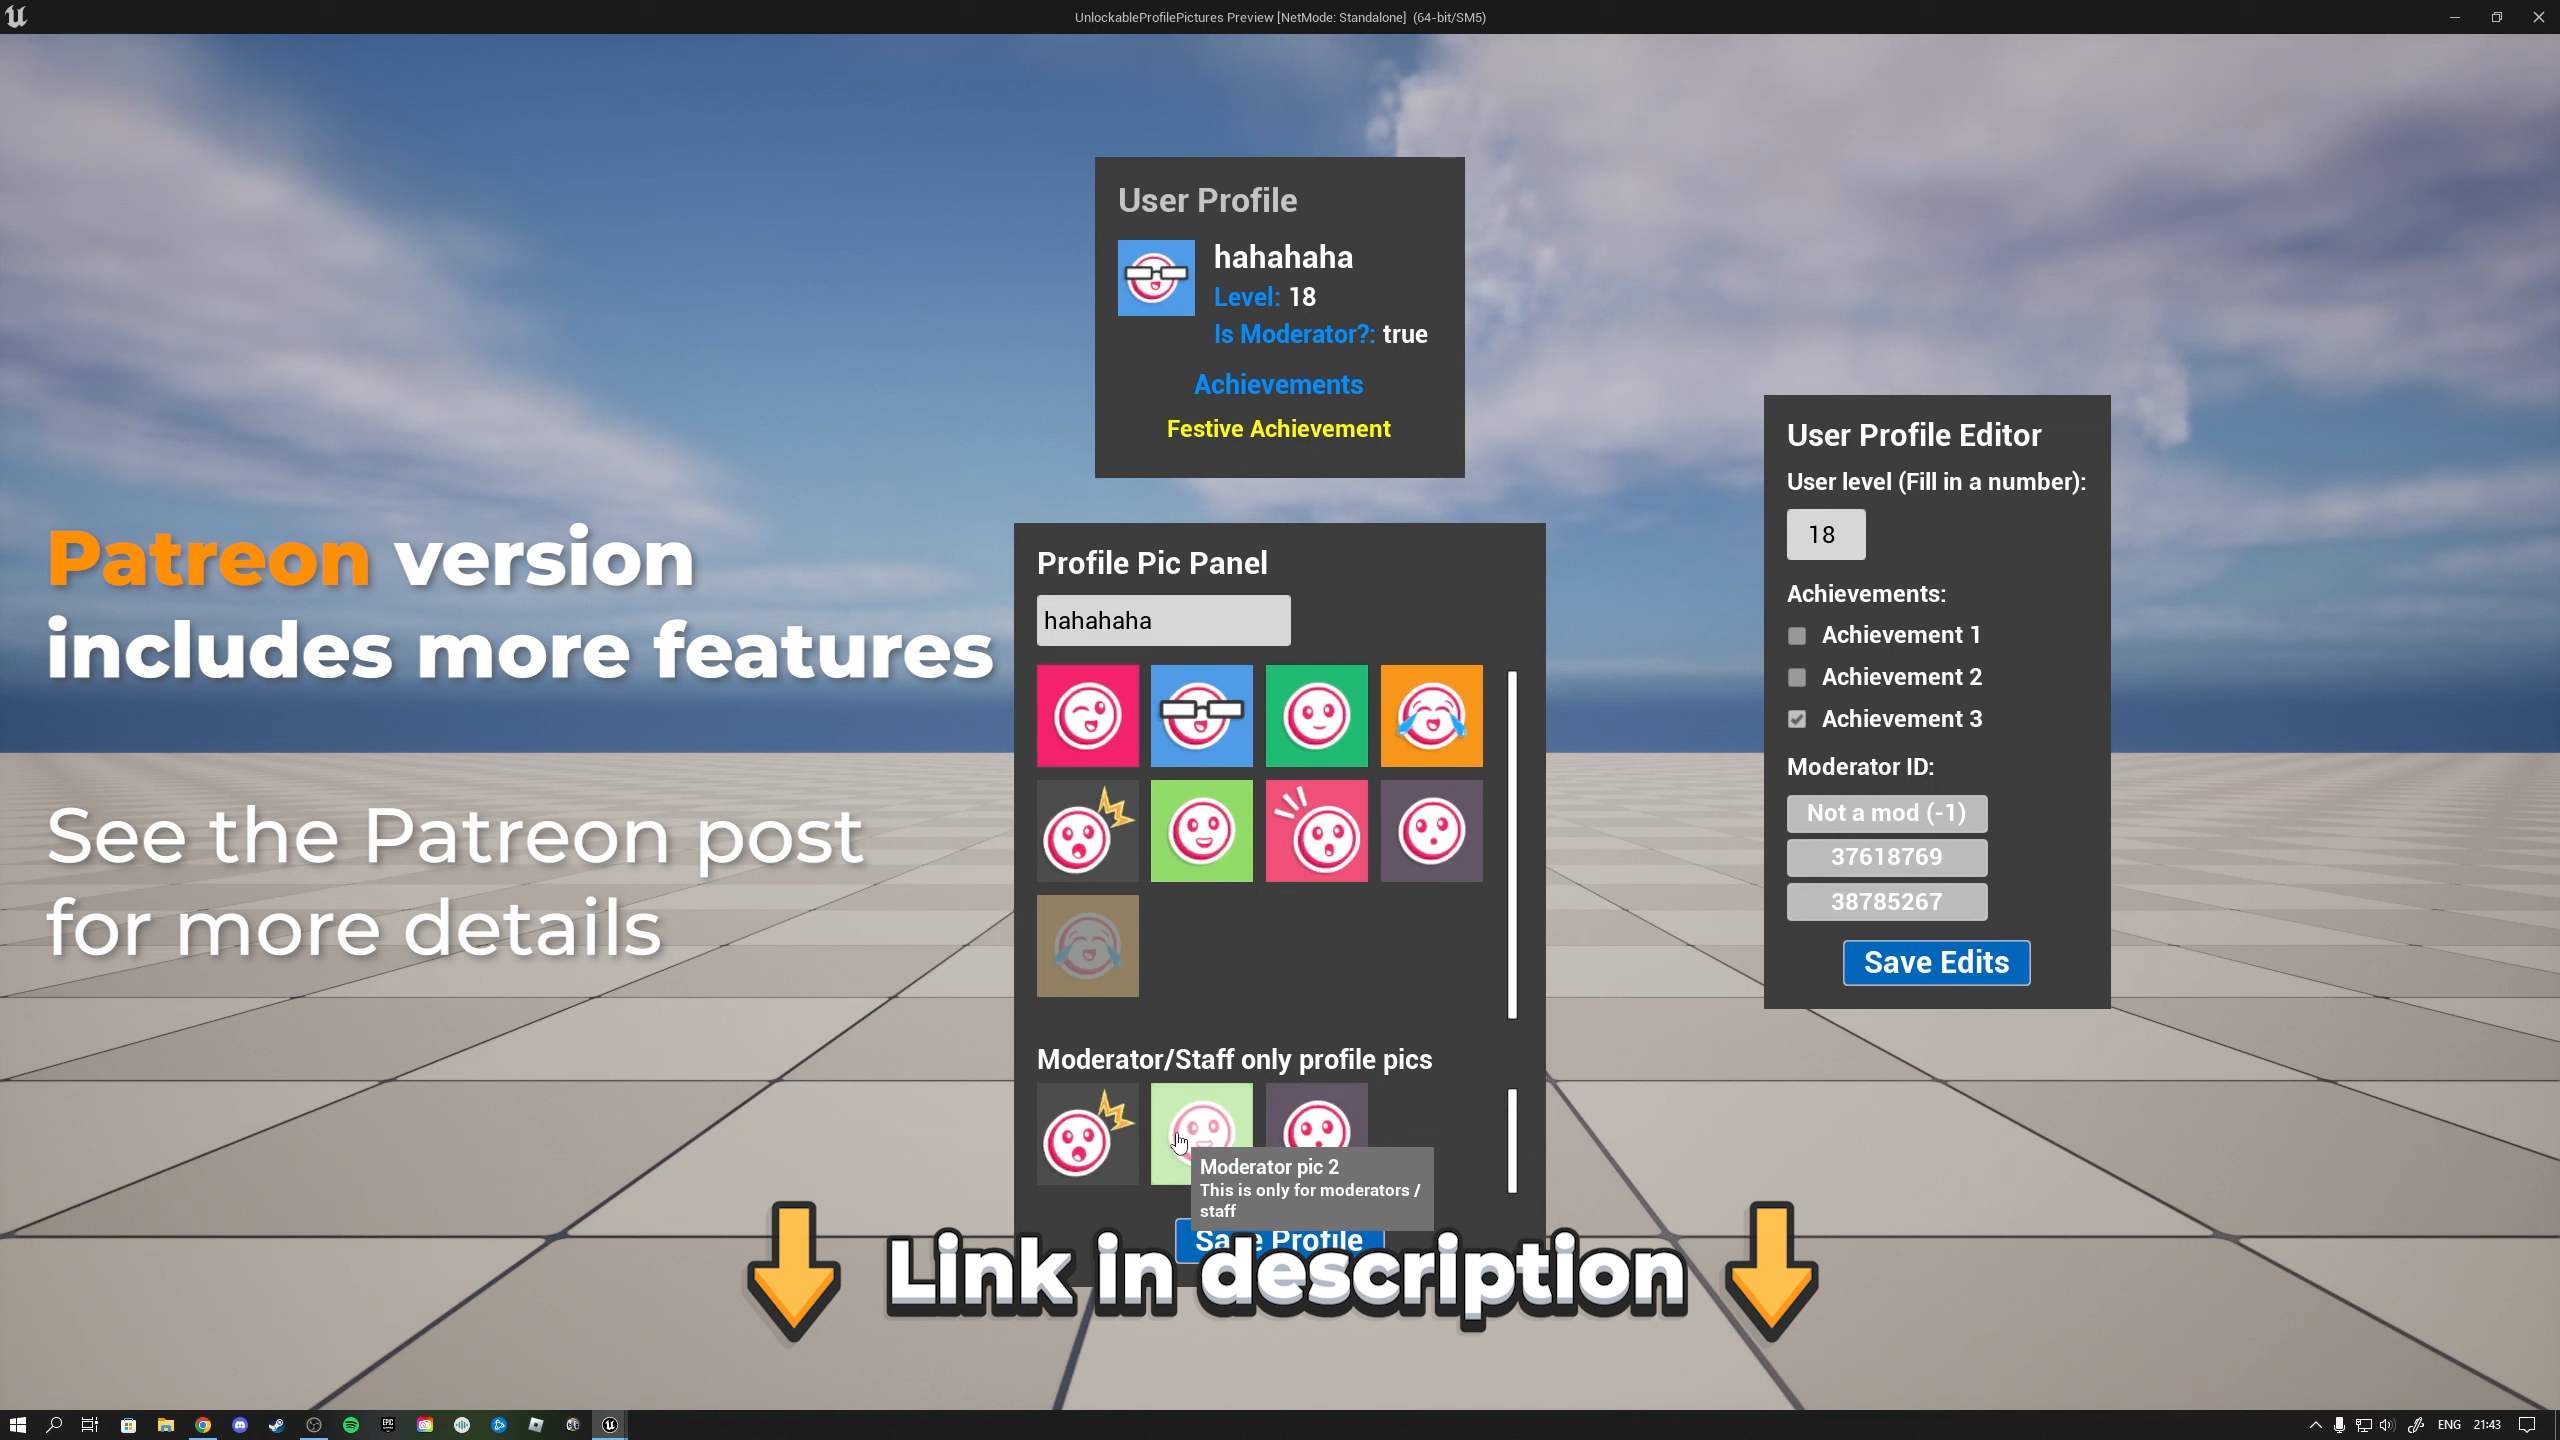 UnlockableProfilePictures Preview [NetMode: Standalone] (64-bit/SM5)
User Profile
hahahaha
Level: 18
Is Moderator?: true
Achievements
Festive Achievement
Patreon version
includes more features
See the Patreon post
for more details
Profile Pic Panel
hahahaha
Moderator/Staff only profile pics
Moderator pic 2
This is only for moderators /
staff
Save Profile
Link in description
User Profile Editor
User level (Fill in a number):
18
Achievements:
Achievement 1
Achievement 2
Achievement 3
Moderator ID:
Not a mod (-1)
37618769
38785267
Save Edits
EPIC
ENG
21:43